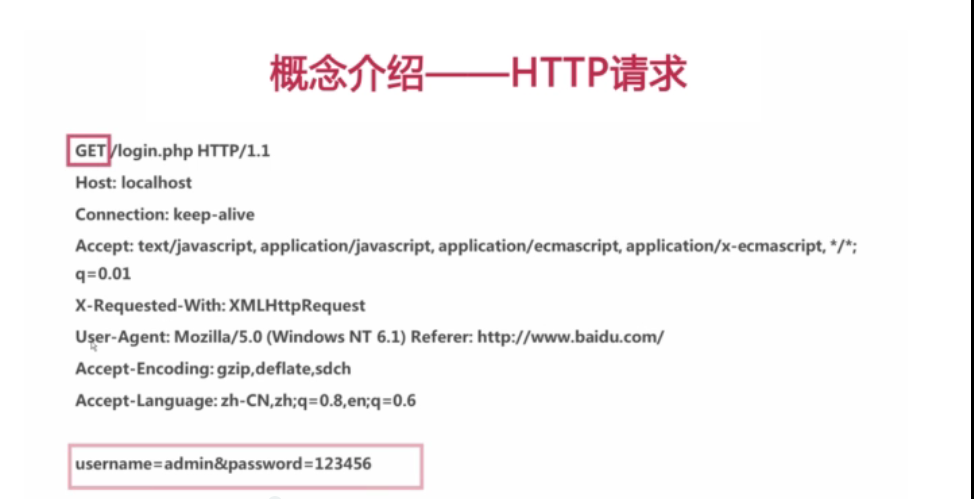 概念介绍——HTTP请求
GET /login.php HTTP/1.1
Host: localhost
Connection: keep-alive
Accept: text/javascript, application/javascript, application/ecmascript, application/x-ecmascript, */*;
q=0.01
X-Requested-With: XMLHttpRequest
User-Agent: Mozilla/5.0 (Windows NT 6.1) Referer: http://www.baidu.com/
Accept-Encoding: gzip,deflate,sdch
Accept-Language: zh-CN,zh;q=0.8,en;q=0.6
username=admin&password=123456